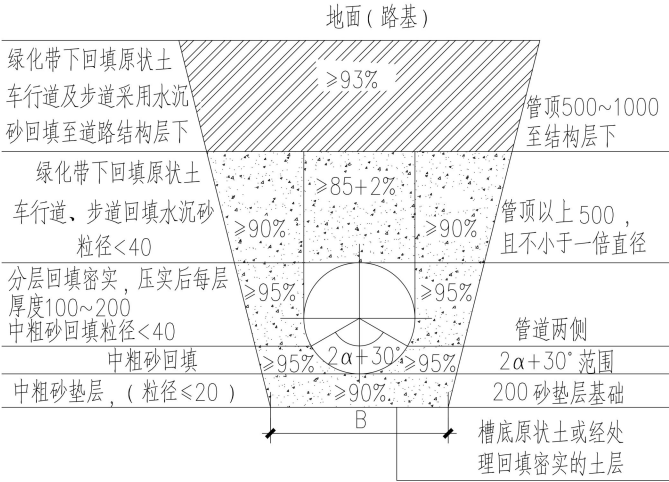 地面(路基)
绿化带下回填原状土
车行道及步道采用水沉
砂回填至道路结构层下
≥93%
管顶500~1000
至结构层下
绿化带下回填原状土
车行道、步道回填水沉砂
粒径<40
≥85+2%
≥90%
≥90%
管顶以上500,
且不小于一倍直径
分层回填密实,压实后每层
厚度100~200
中粗砂回填粒径<40
≥95%
≥95%
管道两侧
中粗砂回填
≥95%
2α+30°
≥95%
2α+30°范围
中粗砂垫层,(粒径≤20)
≥90%
200砂垫层基础
B
槽底原状土或经处
理回填密实的土层